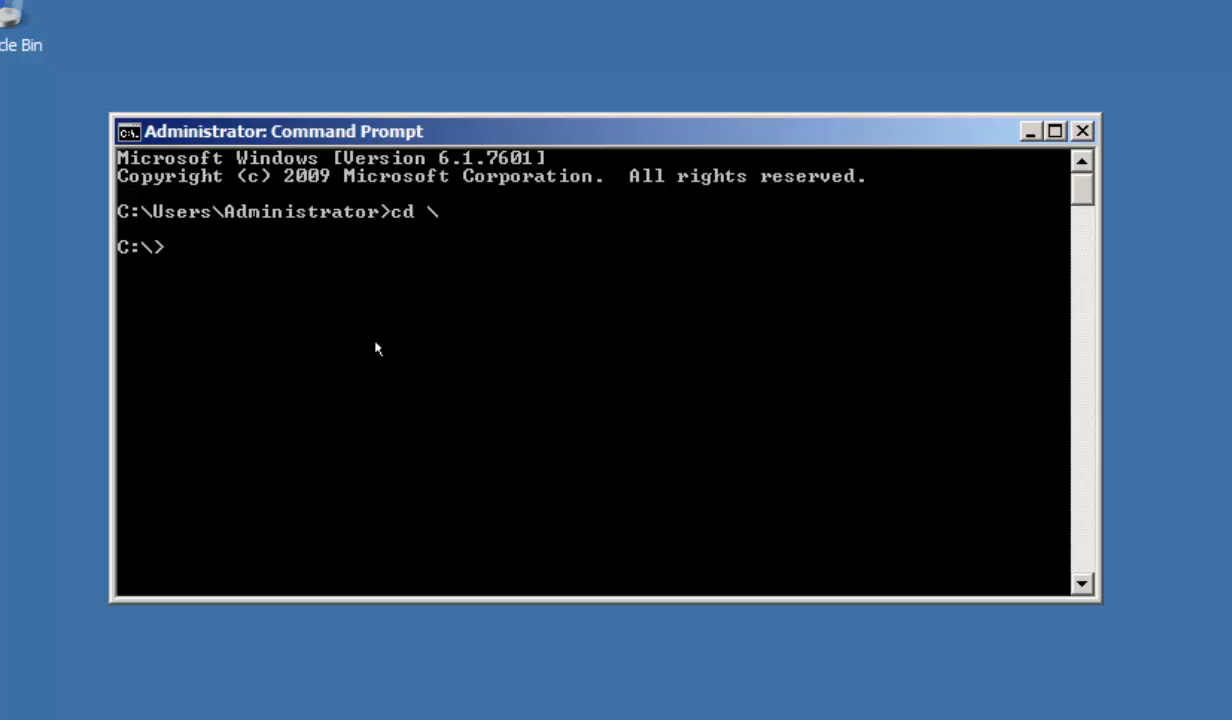 cle Bin
Administrator: Command Prompt
Microsoft Windows [Version 6.1.7601]
Copyright (c) 2009 Microsoft Corporation.  All rights reserved.
C:\Users\Administrator>cd \
C:\>